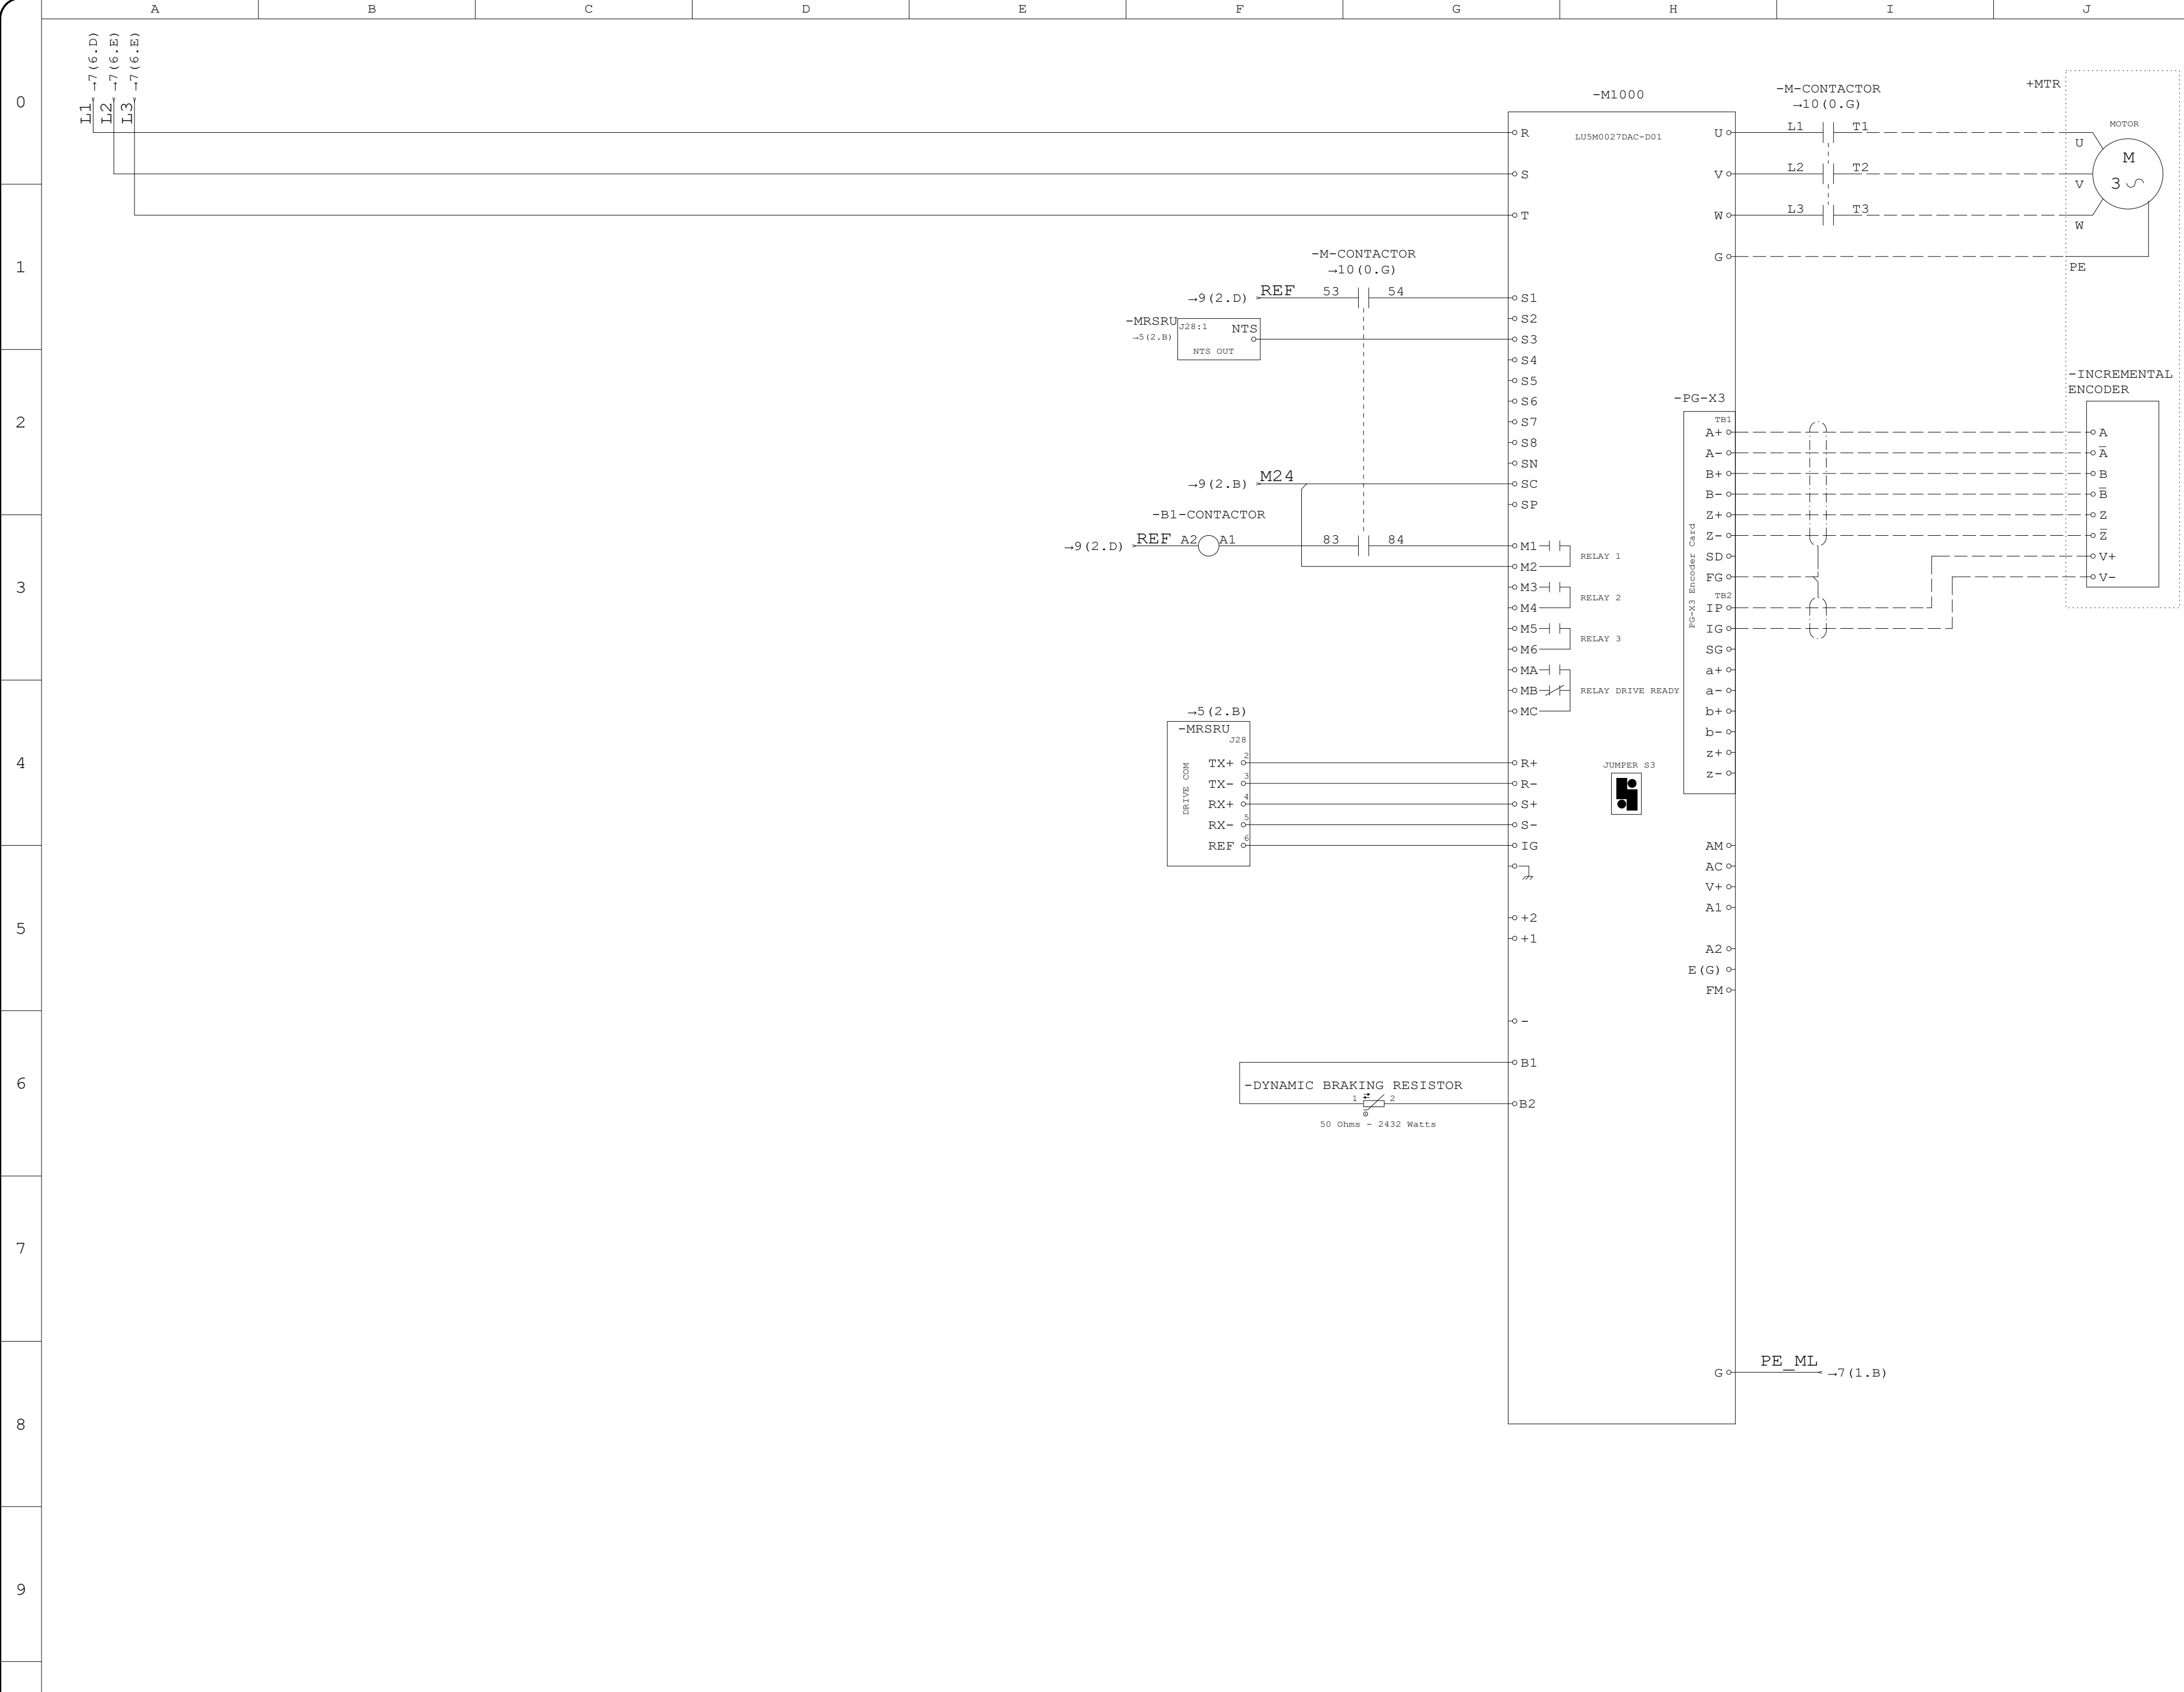 A B C D E F G H I J
0
1
2
3
4
5
6
7
8
9
L1 →7(6.D)
L2 →7(6.E)
L3 →7(6.E)
-M1000
LU5M0027DAC-D01
R
S
T
-M-CONTACTOR
→10(0.G)
→9(2.D) REF 53 54
S1
S2
-MRSRU
→5(2.B)
J28:1 NTS
NTS OUT
S3
S4
S5
S6
S7
S8
SN
→9(2.B) M24
SC
SP
-B1-CONTACTOR
→9(2.D) REF A2 A1 83 84
M1
M2
RELAY 1
M3
M4
RELAY 2
M5
M6
RELAY 3
MA
MB
MC
RELAY DRIVE READY
→5(2.B)
-MRSRU
J28
DRIVE COM
TX+ 2
TX- 3
RX+ 4
RX- 5
REF 6
R+
R-
S+
S-
IG
JUMPER S3
+2
+1
-
B1
-DYNAMIC BRAKING RESISTOR
1 2
50 Ohms - 2432 Watts
B2
U
V
W
G
-M-CONTACTOR
→10(0.G)
L1 T1
L2 T2
L3 T3
+MTR
MOTOR
U
V
W
PE
M
3
-PG-X3
PG-X3 Encoder Card
TB1
A+
A-
B+
B-
Z+
Z-
SD
FG
TB2
IP
IG
SG
a+
a-
b+
b-
z+
z-
-INCREMENTAL
ENCODER
A
A̅
B
B̅
Z
Z̅
V+
V-
AM
AC
V+
A1
A2
E(G)
FM
G PE_ML →7(1.B)